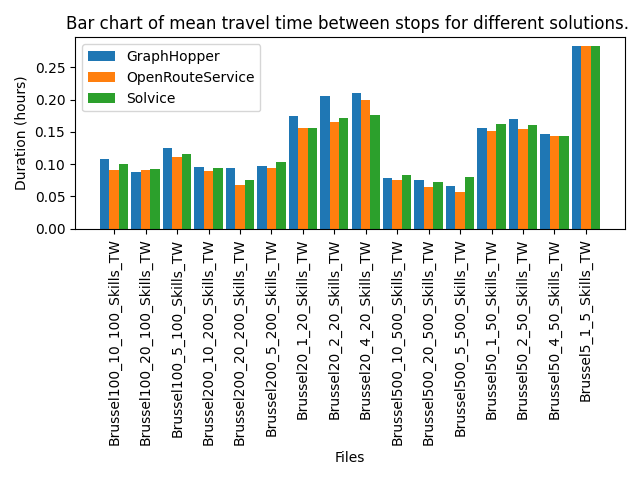 Bar chart of mean travel time between stops for different solutions.
GraphHopper
OpenRouteService
Solvice
Duration (hours)
0.25
0.20
0.15
0.10
0.05
0.00
Brussel100_10_100_Skills_TW
Brussel100_20_100_Skills_TW
Brussel100_5_100_Skills_TW
Brussel200_10_200_Skills_TW
Brussel200_20_200_Skills_TW
Brussel200_5_200_Skills_TW
Brussel20_1_20_Skills_TW
Brussel20_2_20_Skills_TW
Brussel20_4_20_Skills_TW
Brussel500_10_500_Skills_TW
Brussel500_20_500_Skills_TW
Brussel500_5_500_Skills_TW
Brussel50_1_50_Skills_TW
Brussel50_2_50_Skills_TW
Brussel50_4_50_Skills_TW
Brussel5_1_5_Skills_TW
Files